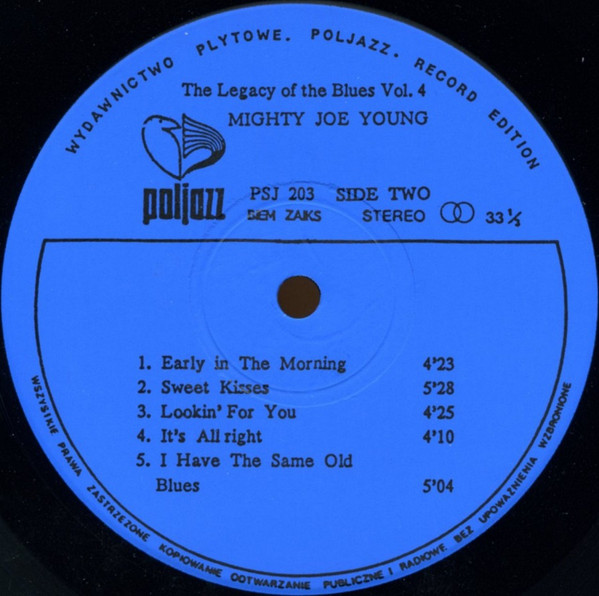 WYDAWNICTWO PLYTOWE. POLJAZZ. RECORD EDITION
The Legacy of the Blues Vol. 4
MIGHTY JOE YOUNG
poljazz
PSJ 203 SIDE TWO
BIEM ZAIKS STEREO 33⅓
1. Early in The Morning 4'23
2. Sweet Kisses 5'28
3. Lookin' For You 4'25
4. It's All right 4'10
5. I Have The Same Old
Blues 5'04
WSZYSTKIE PRAWA ZASTRZEZONE KOPIOWANIE ODTWARZANIE PUBLICZNE I RADIOWE BEZ UPOWAZNIENIA WZBRONIONE